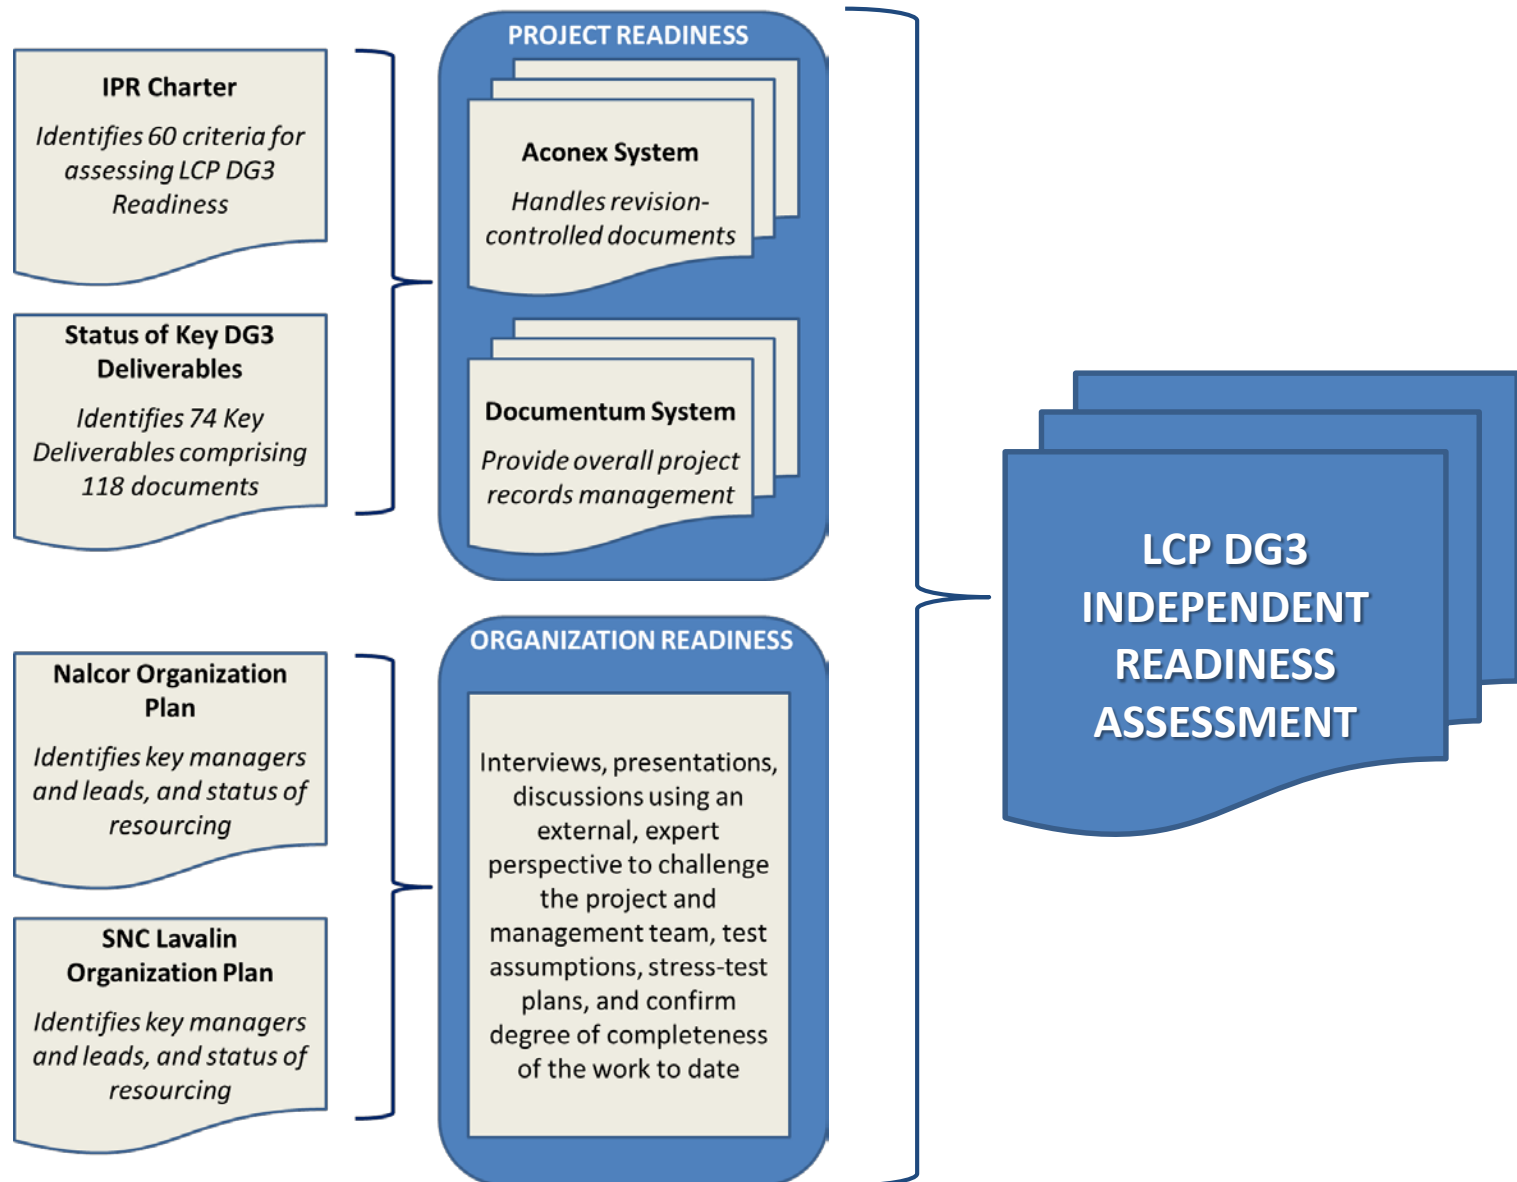 IPR Charter
Identifies 60 criteria for
assessing LCP DG3
Readiness
Status of Key DG3
Deliverables
Identifies 74 Key
Deliverables comprising
118 documents
PROJECT READINESS
Aconex System
Handles revision-
controlled documents
Documentum System
Provide overall project
records management
Nalcor Organization
Plan
Identifies key managers
and leads, and status of
resourcing
SNC Lavalin
Organization Plan
Identifies key managers
and leads, and status of
resourcing
ORGANIZATION READINESS
Interviews, presentations,
discussions using an
external, expert
perspective to challenge
the project and
management team, test
assumptions, stress-test
plans, and confirm
degree of completeness
of the work to date
LCP DG3
INDEPENDENT
READINESS
ASSESSMENT